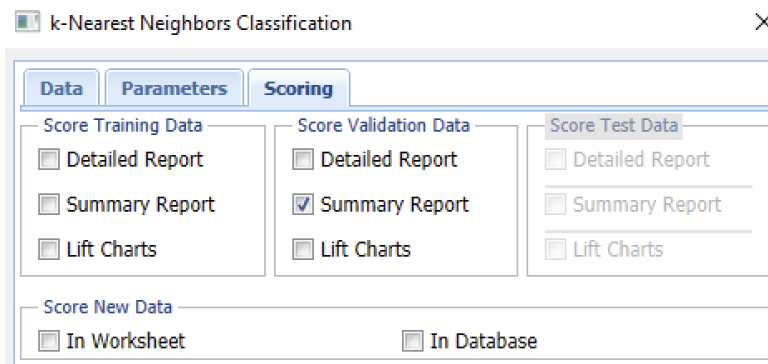 k-Nearest Neighbors Classification
Data Parameters Scoring
Score Training Data Score Validation Data Score Test Data
Detailed Report Detailed Report Detailed Report
Summary Report Summary Report Summary Report
Lift Charts Lift Charts Lift Charts
Score New Data
In Worksheet In Database